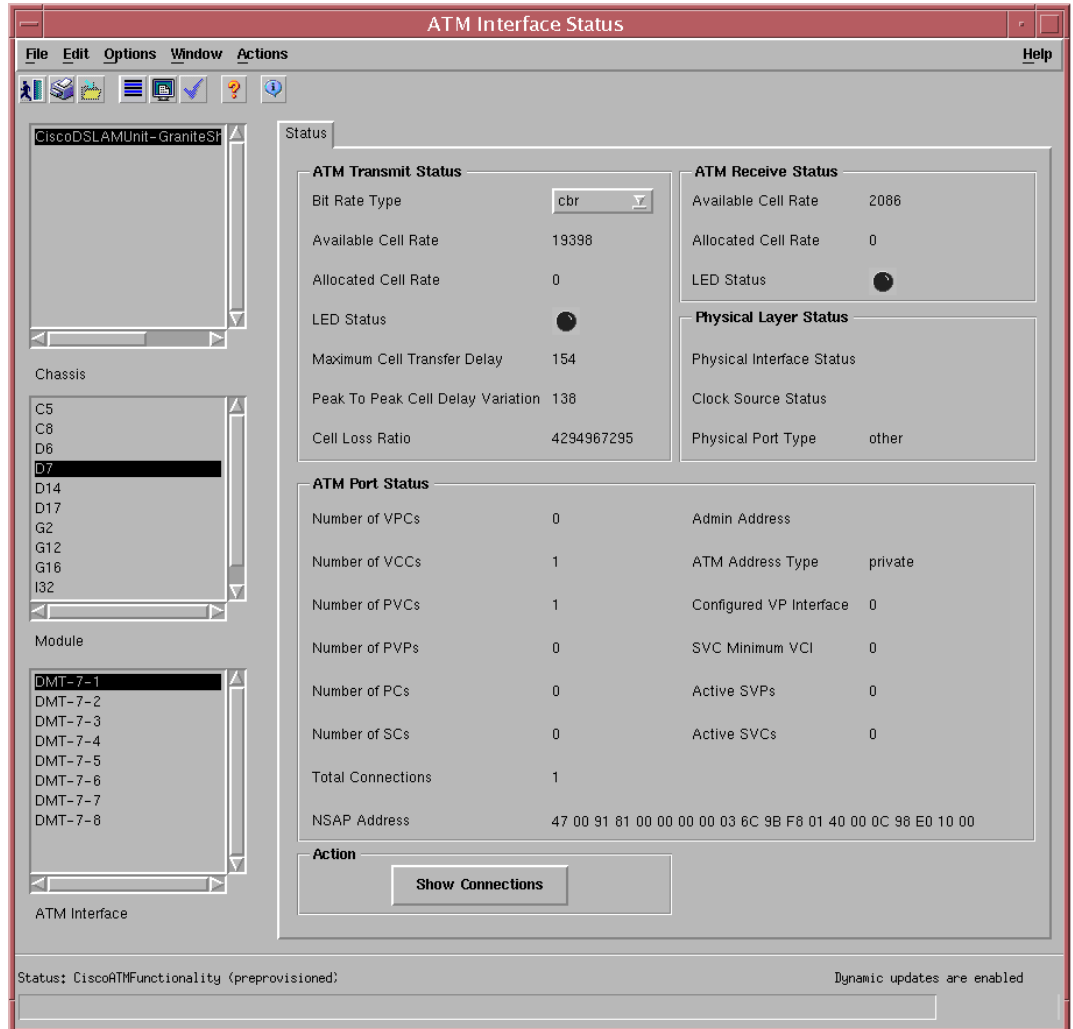 ATM Interface Status
File Edit Options Window Actions Help
CiscoDSLAMUnit-GraniteSh
Chassis
C5
C8
D6
D7
D14
D17
G2
G12
G16
I32
Module
DMT-7-1
DMT-7-2
DMT-7-3
DMT-7-4
DMT-7-5
DMT-7-6
DMT-7-7
DMT-7-8
ATM Interface
Status
ATM Transmit Status
Bit Rate Type cbr
Available Cell Rate 19398
Allocated Cell Rate 0
LED Status
Maximum Cell Transfer Delay 154
Peak To Peak Cell Delay Variation 138
Cell Loss Ratio 4294967295
ATM Receive Status
Available Cell Rate 2086
Allocated Cell Rate 0
LED Status
Physical Layer Status
Physical Interface Status
Clock Source Status
Physical Port Type other
ATM Port Status
Number of VPCs 0
Number of VCCs 1
Number of PVCs 1
Number of PVPs 0
Number of PCs 0
Number of SCs 0
Total Connections 1
Admin Address
ATM Address Type private
Configured VP Interface 0
SVC Minimum VCI 0
Active SVPs 0
Active SVCs 0
NSAP Address 47 00 91 81 00 00 00 00 03 6C 9B F8 01 40 00 0C 98 E0 10 00
Action
Show Connections
Status: CiscoATMFunctionality (preprovisioned) Dynamic updates are enabled